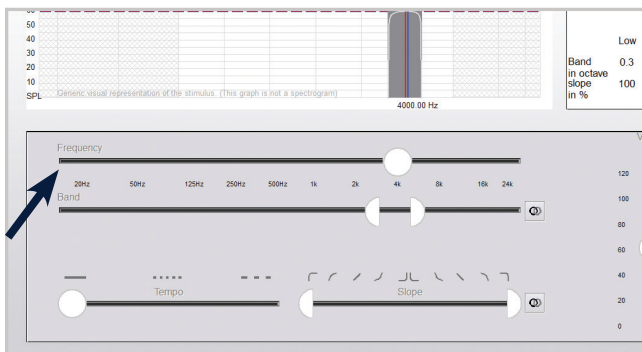 50
40
30
20
10
SPL
Generic visual representation of the stimulus. (This graph is not a spectrogram)
4000.00 Hz
Low
Band in octave 0.3
slope in % 100
Frequency
20Hz 50Hz 125Hz 250Hz 500Hz 1k 2k 4k 8k 16k 24k
Band
Tempo
Slope
120
100
80
60
40
20
0